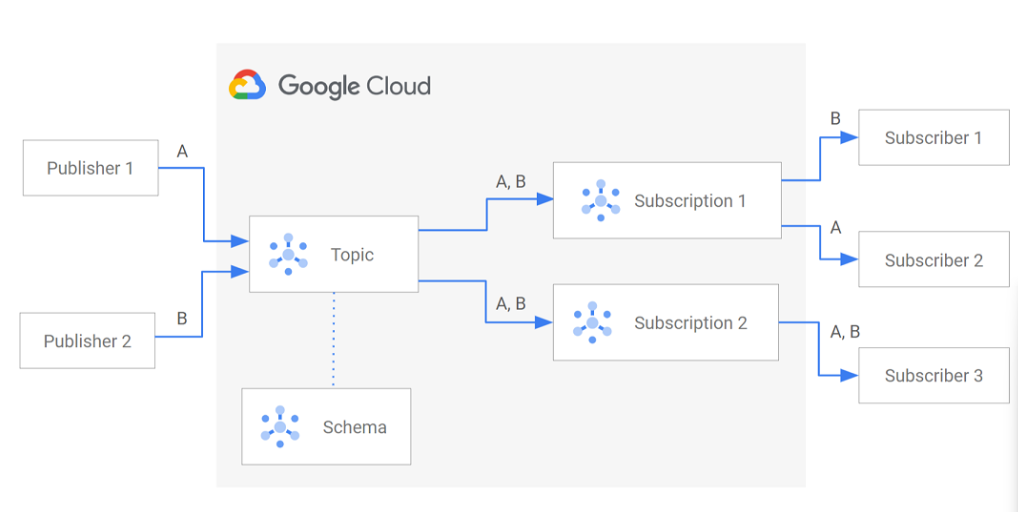 Google Cloud
Publisher 1
A
Publisher 2
B
Topic
Schema
A, B
Subscription 1
A, B
Subscription 2
B
Subscriber 1
A
Subscriber 2
A, B
Subscriber 3